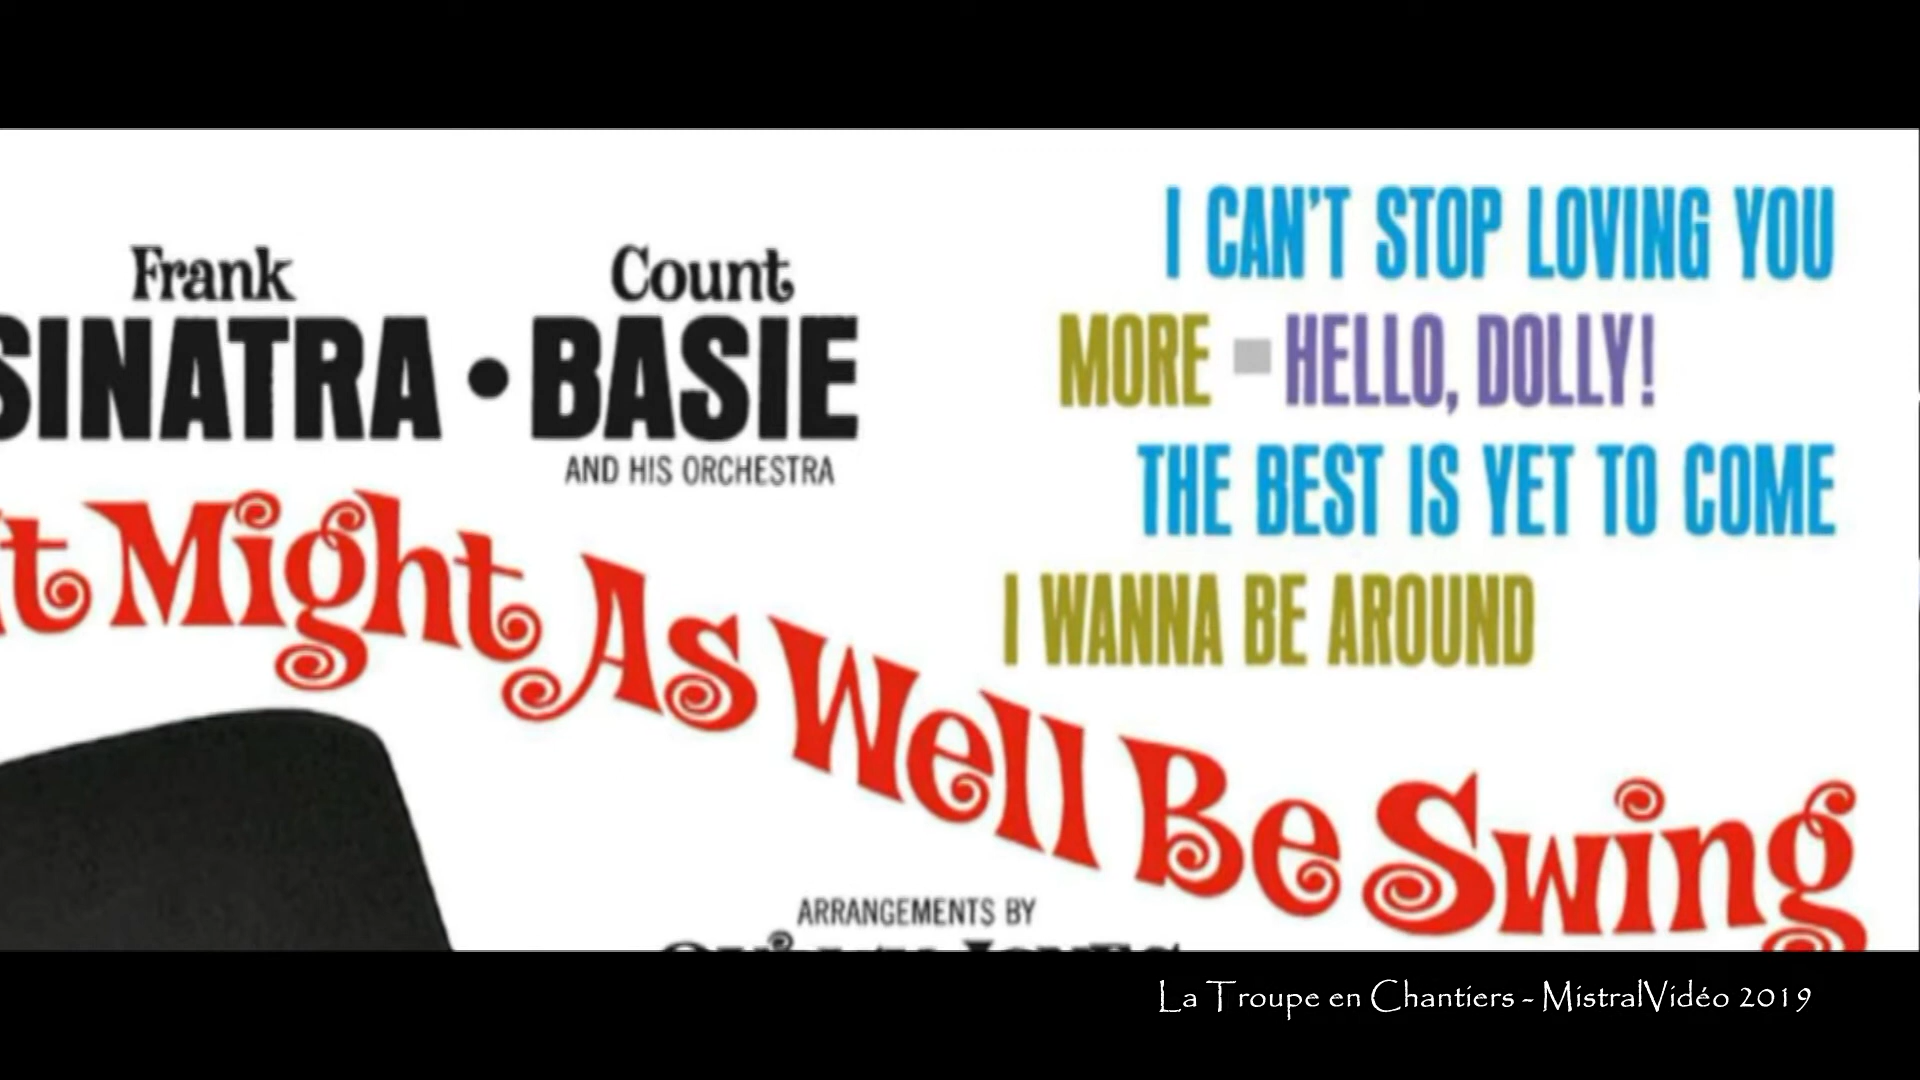 Frank
SINATRA • BASIE
Count
AND HIS ORCHESTRA
I CAN'T STOP LOVING YOU
MORE HELLO, DOLLY!
THE BEST IS YET TO COME
I WANNA BE AROUND
t Might As Well Be Swing
ARRANGEMENTS BY
La Troupe en Chantiers - MistralVidéo 2019